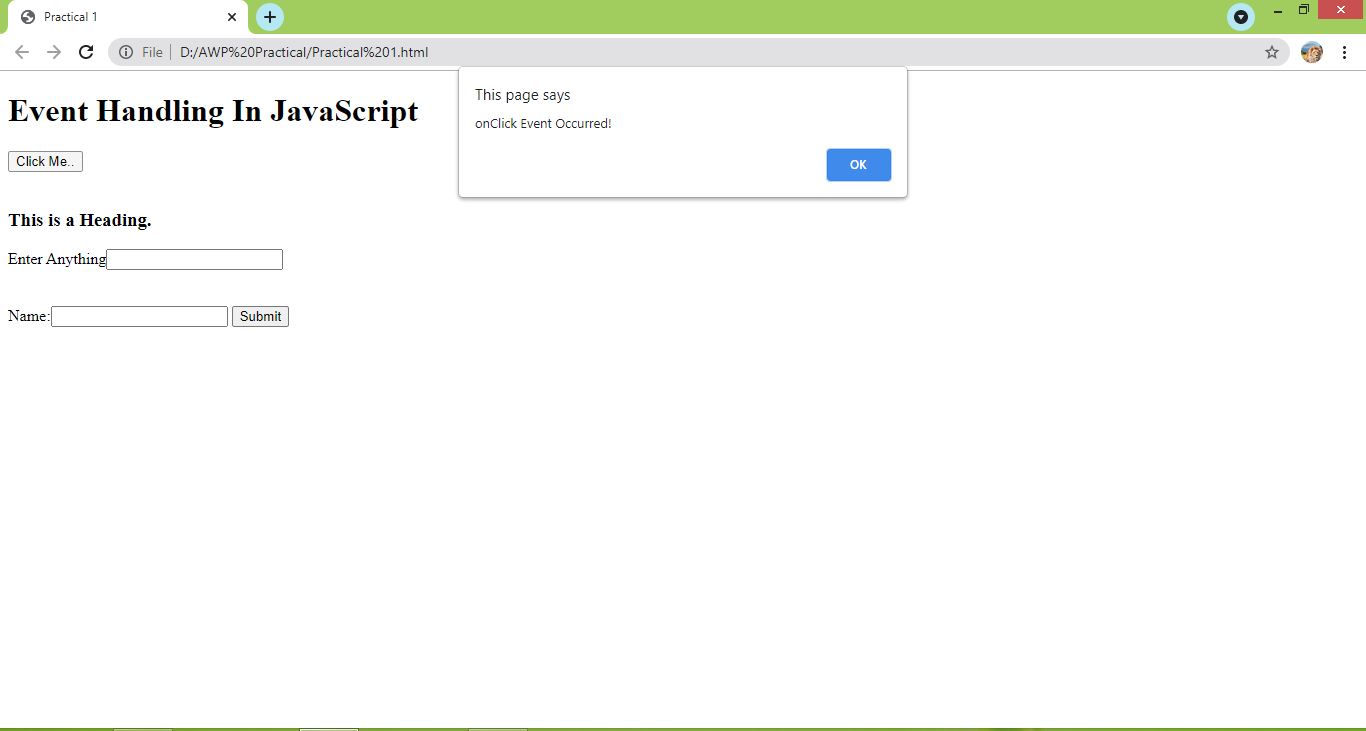 Practical 1
File D:/AWP%20Practical/Practical%201.html
This page says
onClick Event Occurred!
OK
Event Handling In JavaScript
Click Me..
This is a Heading.
Enter Anything
Name: Submit